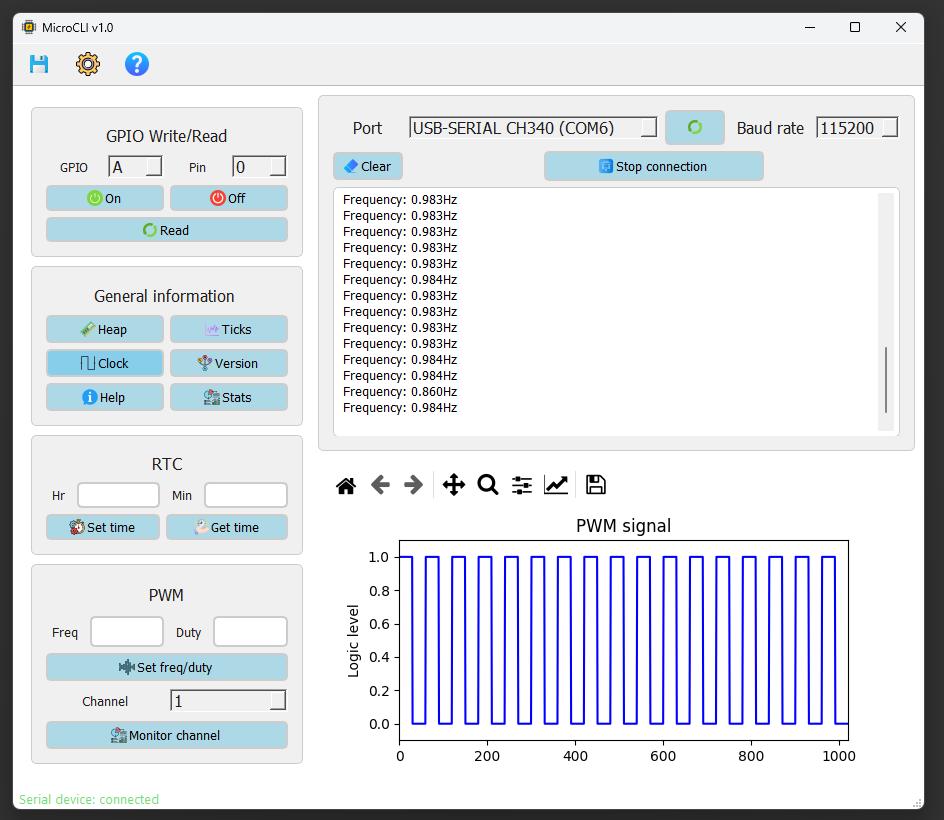 MicroCLI v1.0
GPIO Write/Read
GPIO A Pin 0
On Off
Read
General information
Heap Ticks
Clock Version
Help Stats
RTC
Hr Min
Set time Get time
PWM
Freq Duty
Set freq/duty
Channel 1
Monitor channel
Serial device: connected
Port USB-SERIAL CH340 (COM6) Baud rate 115200
Clear Stop connection
Frequency: 0.983Hz
Frequency: 0.983Hz
Frequency: 0.983Hz
Frequency: 0.983Hz
Frequency: 0.983Hz
Frequency: 0.984Hz
Frequency: 0.983Hz
Frequency: 0.983Hz
Frequency: 0.983Hz
Frequency: 0.983Hz
Frequency: 0.984Hz
Frequency: 0.984Hz
Frequency: 0.860Hz
Frequency: 0.984Hz
PWM signal
Logic level
1.0
0.8
0.6
0.4
0.2
0.0
0 200 400 600 800 1000